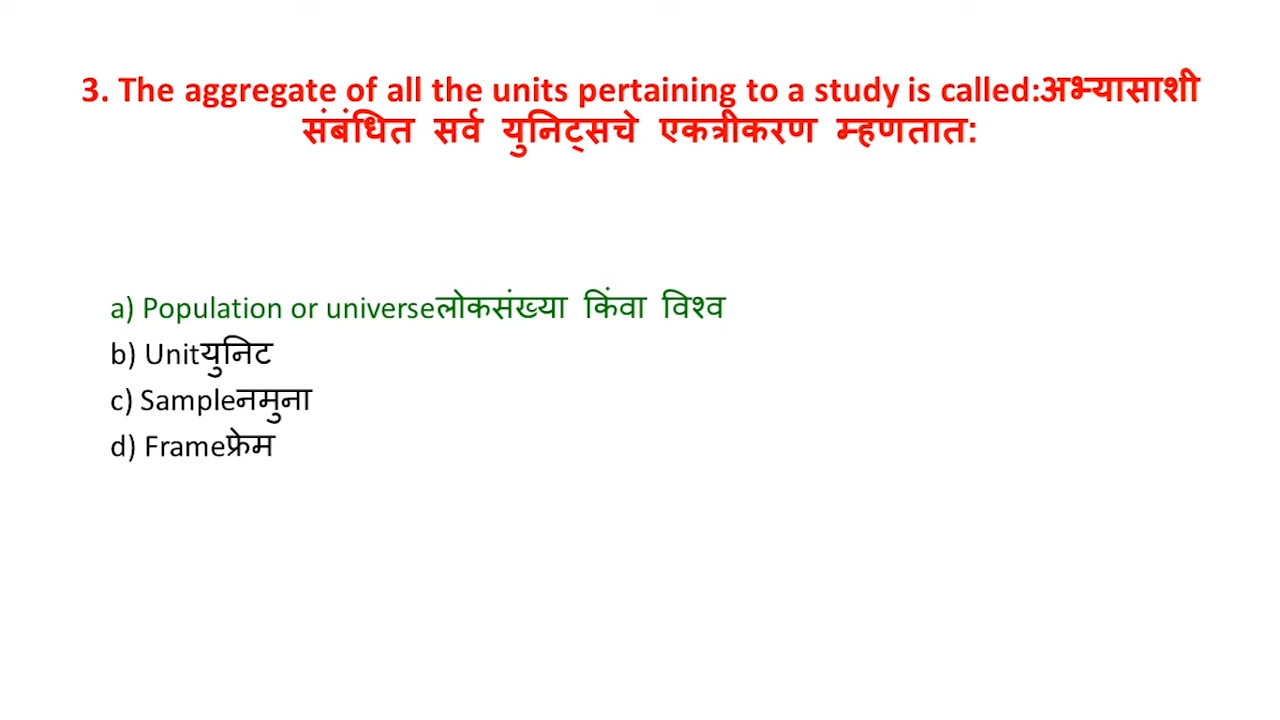 3. The aggregate of all the units pertaining to a study is called:अभ्यासाशी
संबंधित सर्व युनिट्सचे एकत्रीकरण म्हणतात:
a) Population or universeलोकसंख्या किंवा विश्व
b) Unitयुनिट
c) Sampleनमुना
d) Frameफ्रेम